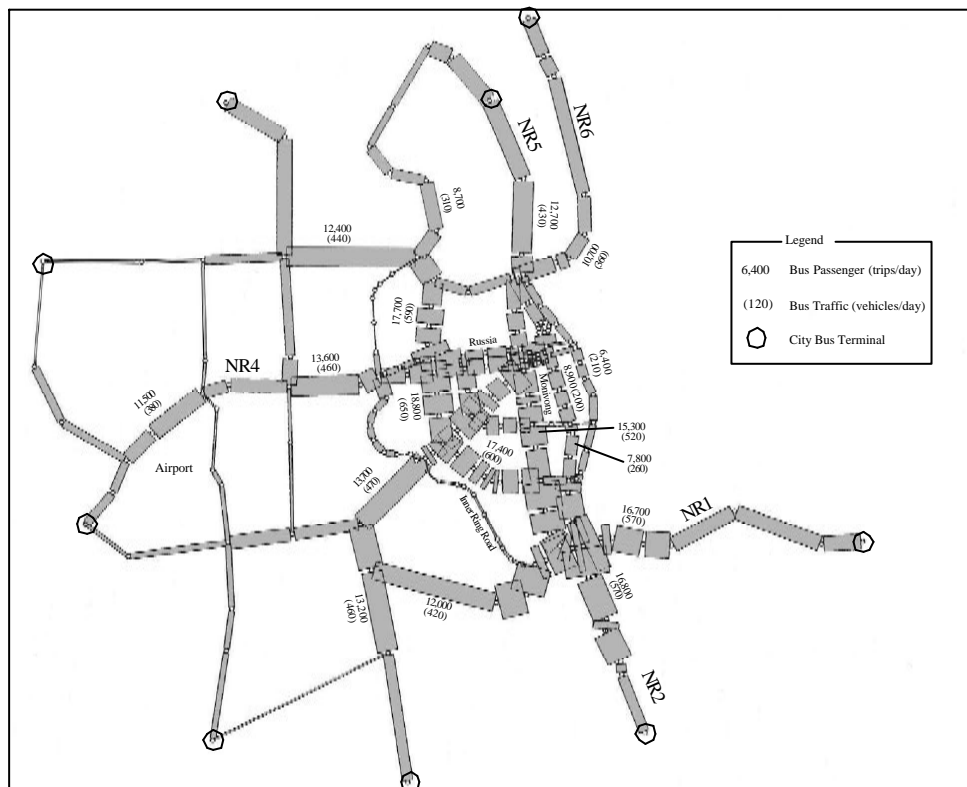 NR6
NR5
8,700
(310)
12,700
(430)
10,700
(360)
12,400
(440)
Legend
6,400 Bus Passenger (trips/day)
(120) Bus Traffic (vehicles/day)
City Bus Terminal
17,700
(590)
Russia
NR4
13,600
(460)
6,400
(210)
8,900(200)
Monivong
18,800
(650)
11,500
(380)
15,300
(520)
17,400
(600)
7,800
(260)
Airport
13,700
(470)
Inner Ring Road
16,700
(570)
NR1
16,800
(570)
13,200
(460)
12,000
(420)
NR2